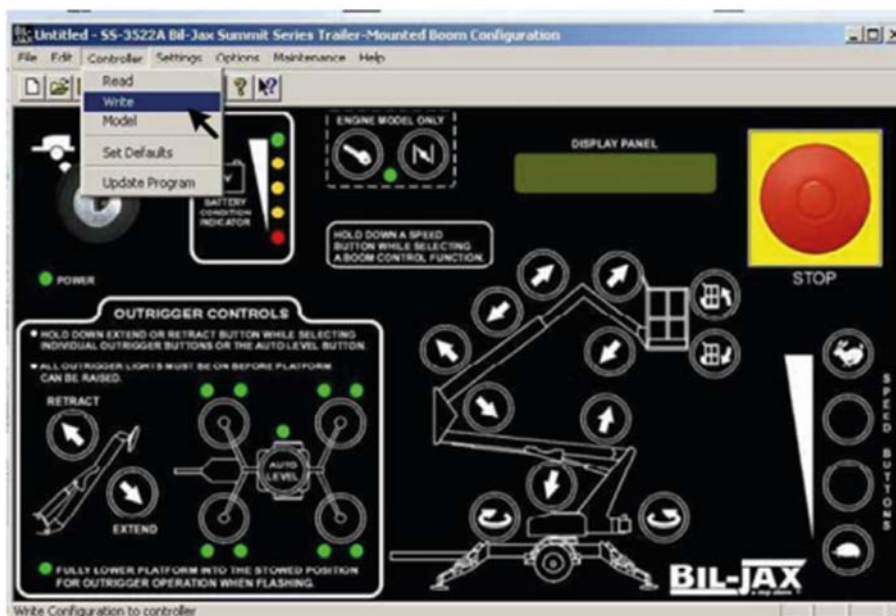 Untitled - SS-3522A Bil-Jax Summit Series Trailer-Mounted Boom Configuration
File Edit Controller Settings Options Maintenance Help
Read
Write
Model
Set Defaults
Update Program
ENGINE MODEL ONLY
DISPLAY PANEL
BATTERY
CONDITION
INDICATOR
HOLD DOWN A SPEED
BUTTON WHILE SELECTING
A BOOM CONTROL FUNCTION.
STOP
POWER
OUTRIGGER CONTROLS
HOLD DOWN EXTEND OR RETRACT BUTTON WHILE SELECTING
INDIVIDUAL OUTRIGGER BUTTONS OR THE AUTO LEVEL BUTTON.
ALL OUTRIGGER LIGHTS MUST BE ON BEFORE PLATFORM
CAN BE RAISED.
RETRACT
AUTO
LEVEL
EXTEND
FULLY LOWER PLATFORM INTO THE STOWED POSITION
FOR OUTRIGGER OPERATION WHEN FLASHING.
SPEED BUTTONS
BIL-JAX
Write Configuration to controller